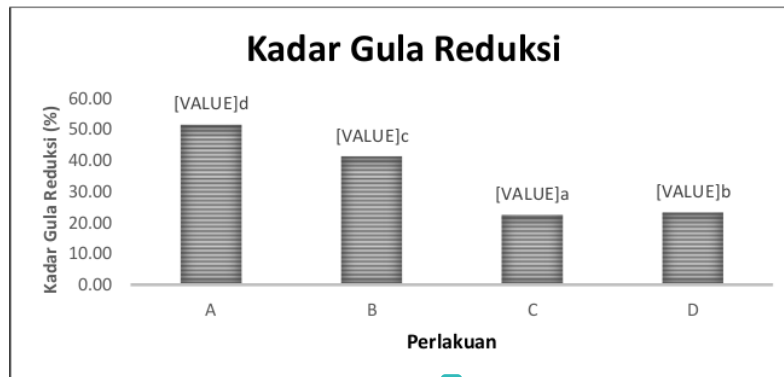 Kadar Gula Reduksi
Kadar Gula Reduksi (%)
60.00
50.00
40.00
30.00
20.00
10.00
0.00
[VALUE]d
[VALUE]c
[VALUE]a
[VALUE]b
A
B
C
D
Perlakuan